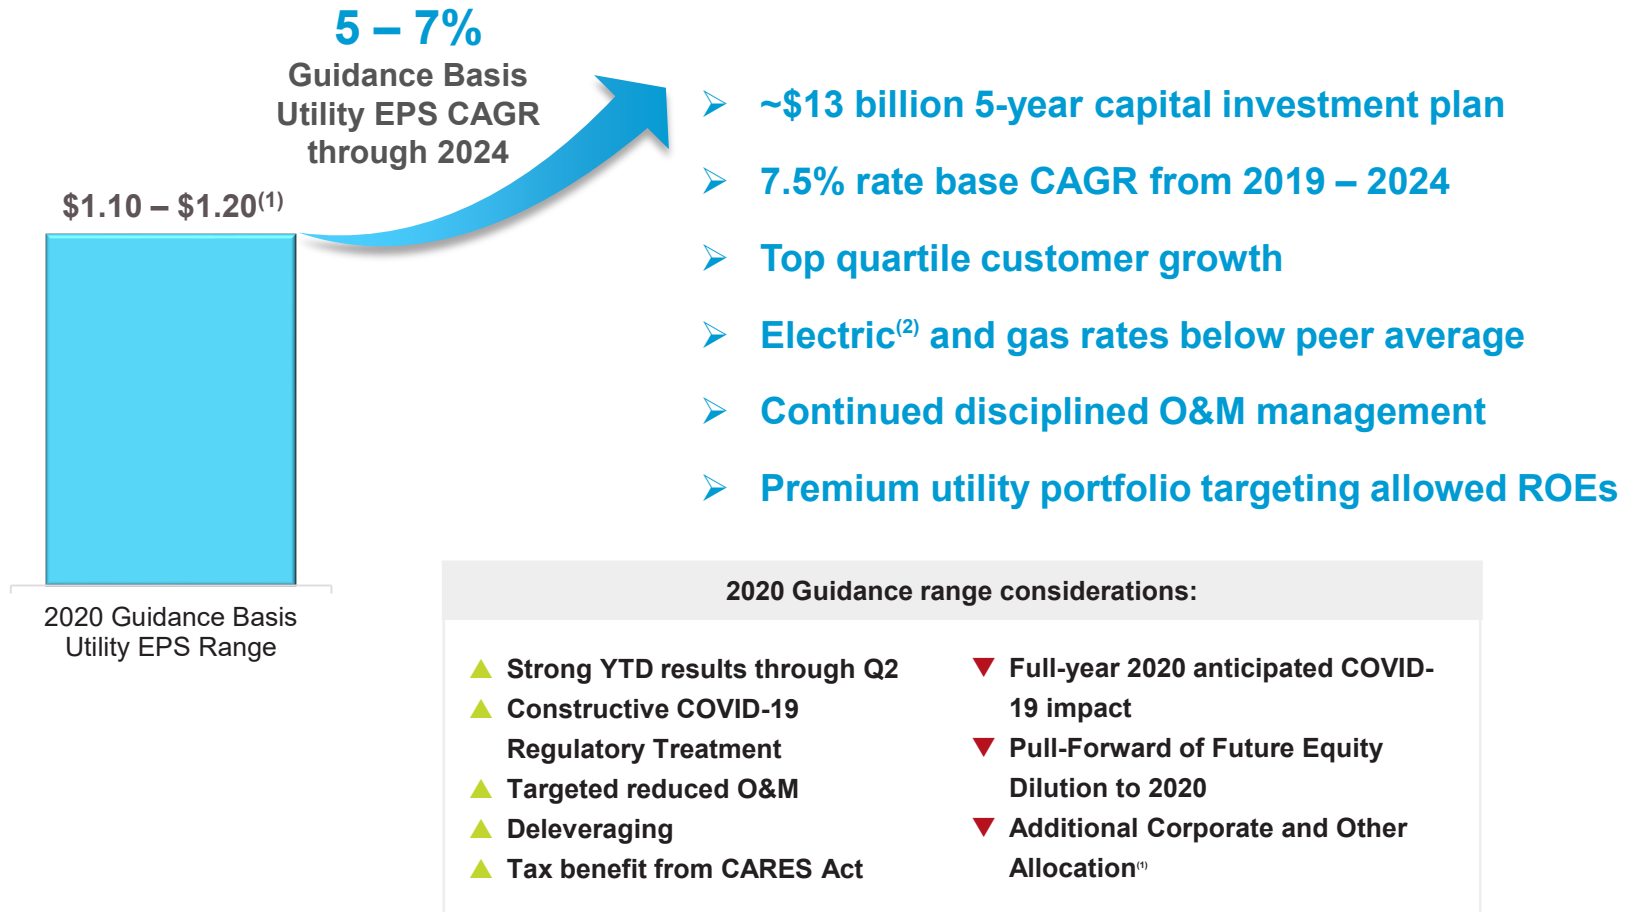 5 – 7%
Guidance Basis
Utility EPS CAGR
through 2024
$1.10 – $1.20(1)
2020 Guidance Basis
Utility EPS Range
~$13 billion 5-year capital investment plan
7.5% rate base CAGR from 2019 – 2024
Top quartile customer growth
Electric(2) and gas rates below peer average
Continued disciplined O&M management
Premium utility portfolio targeting allowed ROEs
2020 Guidance range considerations:
Strong YTD results through Q2
Constructive COVID-19
Regulatory Treatment
Targeted reduced O&M
Deleveraging
Tax benefit from CARES Act
Full-year 2020 anticipated COVID-
19 impact
Pull-Forward of Future Equity
Dilution to 2020
Additional Corporate and Other
Allocation(1)